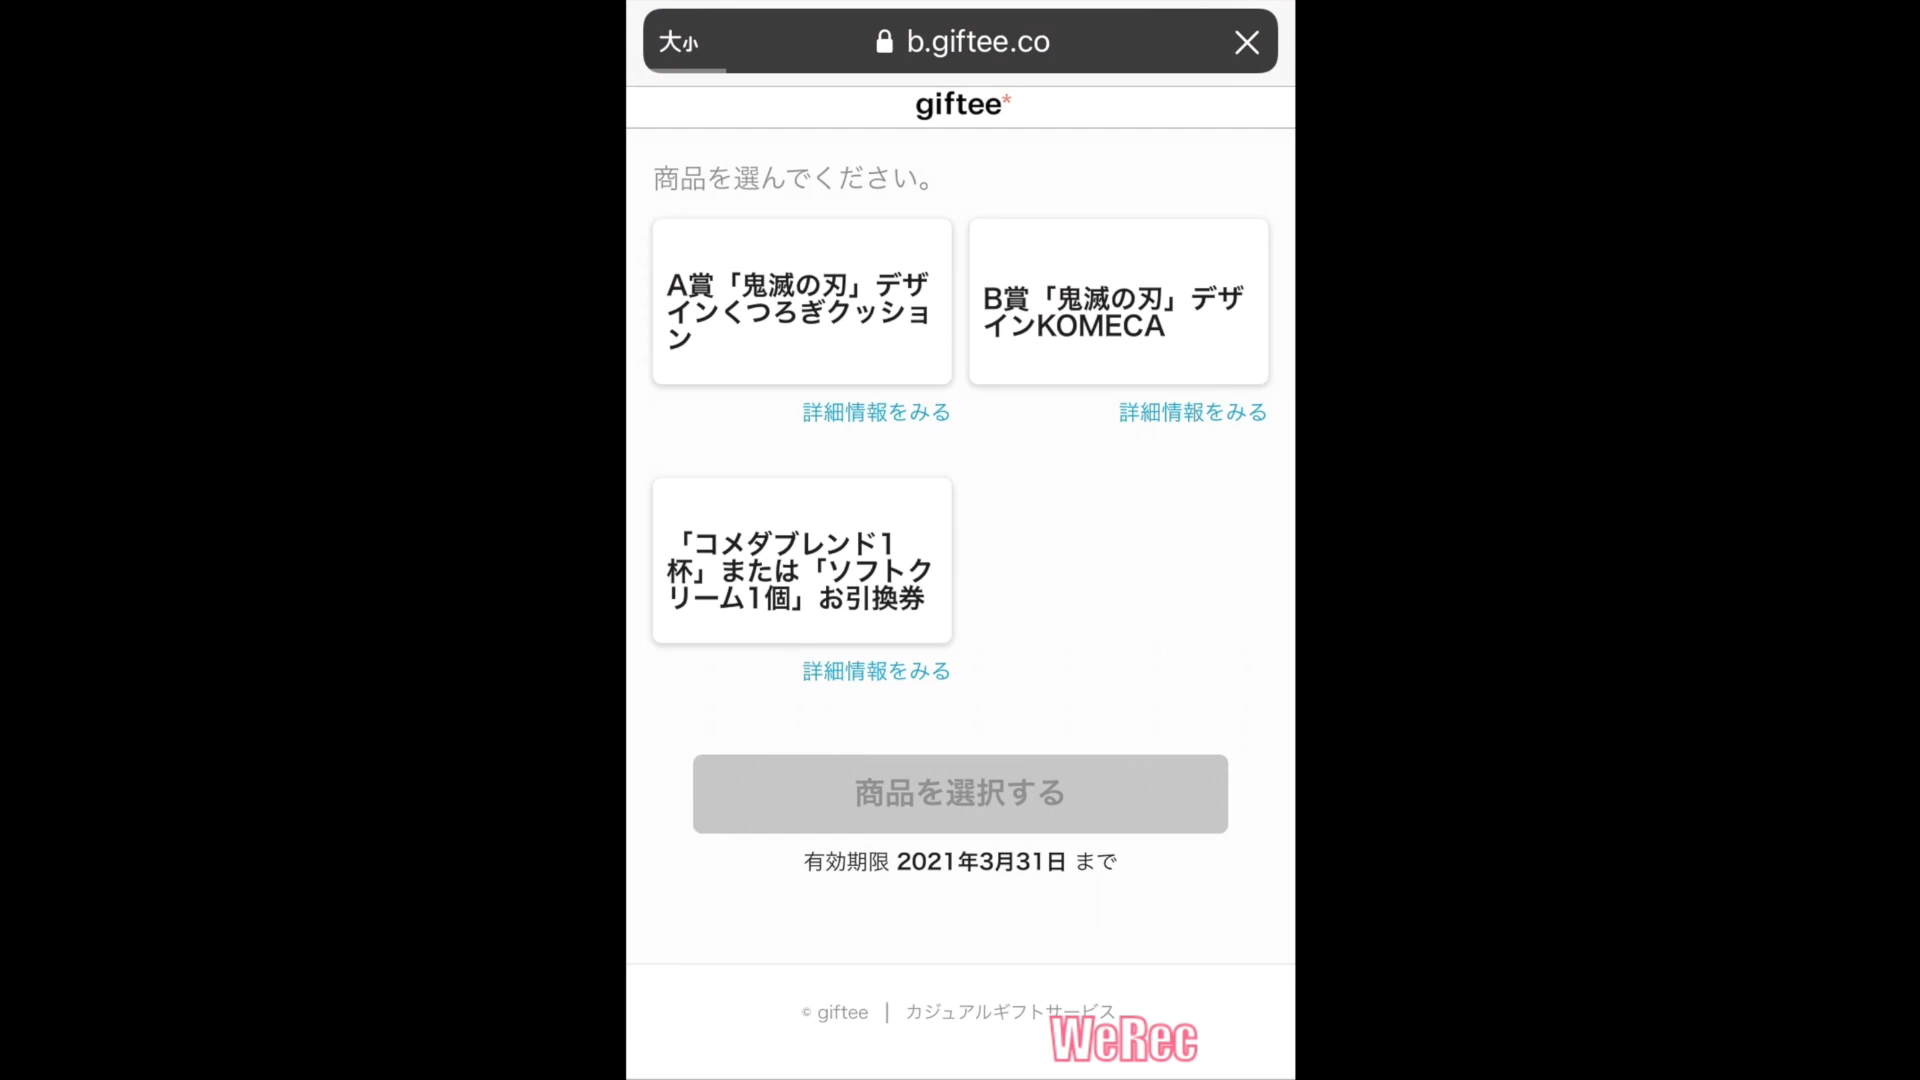 大小
b.giftee.co
giftee*
商品を選んでください。
A賞「鬼滅の刃」デザ
インくつろぎクッショ
ン
B賞「鬼滅の刃」デザ
インKOMECA
詳細情報をみる
詳細情報をみる
「コメダブレンド1
杯」または「ソフトク
リーム1個」お引換券
詳細情報をみる
商品を選択する
有効期限 2021年3月31日 まで
© giftee | カジュアルギフトサービス
WeRec